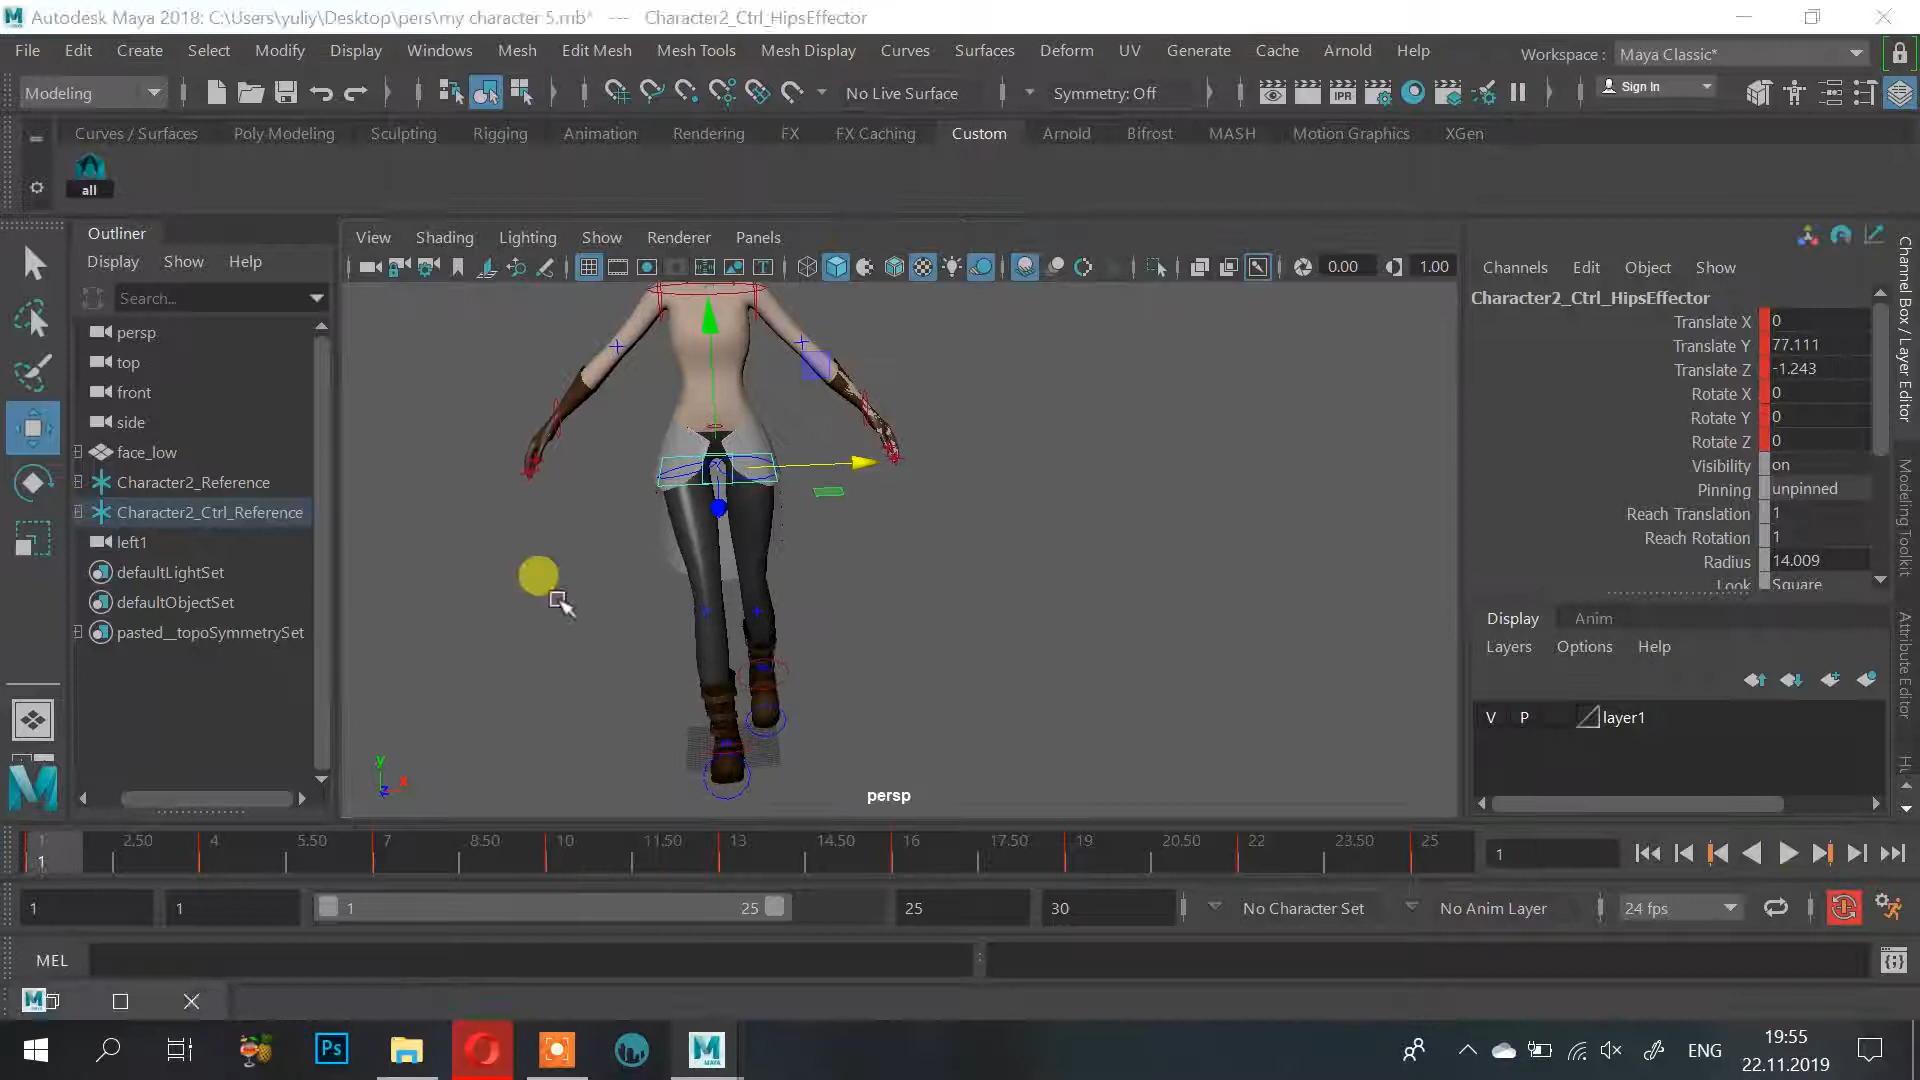 Autodesk Maya 2018: C:\Users\yuliy\Desktop\pers\my character 5.mb* --- Character2_Ctrl_HipsEffector
File Edit Create Select Modify Display Windows Mesh Edit Mesh Mesh Tools Mesh Display Curves Surfaces Deform UV Generate Cache Arnold Help Workspace : Maya Classic*
Modeling No Live Surface Symmetry: Off IPR Sign In
Curves / Surfaces Poly Modeling Sculpting Rigging Animation Rendering FX FX Caching Custom Arnold Bifrost MASH Motion Graphics XGen
all
Outliner
Display Show Help
Search...
persp
top
front
side
face_low
Character2_Reference
Character2_Ctrl_Reference
left1
defaultLightSet
defaultObjectSet
pasted__topoSymmetrySet
View Shading Lighting Show Renderer Panels
0.00 1.00
y
x
z
persp
Channels Edit Object Show
Character2_Ctrl_HipsEffector
Translate X 0
Translate Y 77.111
Translate Z -1.243
Rotate X 0
Rotate Y 0
Rotate Z 0
Visibility on
Pinning unpinned
Reach Translation 1
Reach Rotation 1
Radius 14.009
Look Square
Display Anim
Layers Options Help
V P layer1
Channel Box / Layer Editor
Modeling Toolkit
Attribute Editor
1 2.50 4 5.50 7 8.50 10 11.50 13 14.50 16 17.50 19 20.50 22 23.50 25
1
1
1 1 1 25 25 30 No Character Set No Anim Layer 24 fps
MEL
M
Ps
MAYA
ENG
19:55
22.11.2019